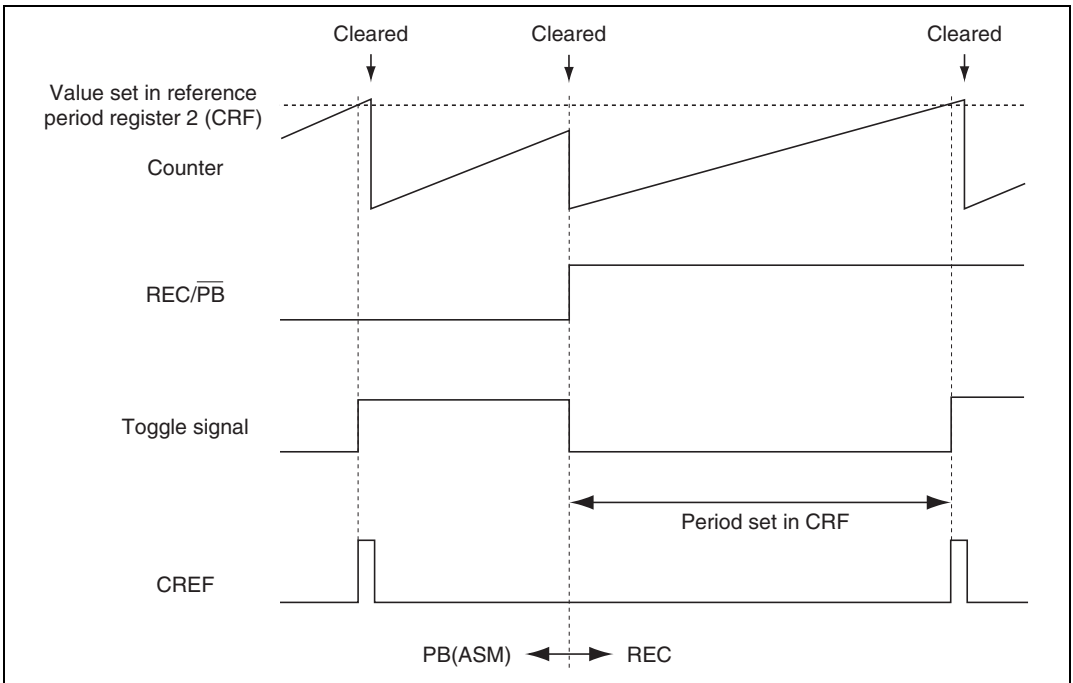 Cleared Cleared Cleared
Value set in reference
period register 2 (CRF)
Counter
REC/P̅B̅
Toggle signal
Period set in CRF
CREF
PB(ASM) REC